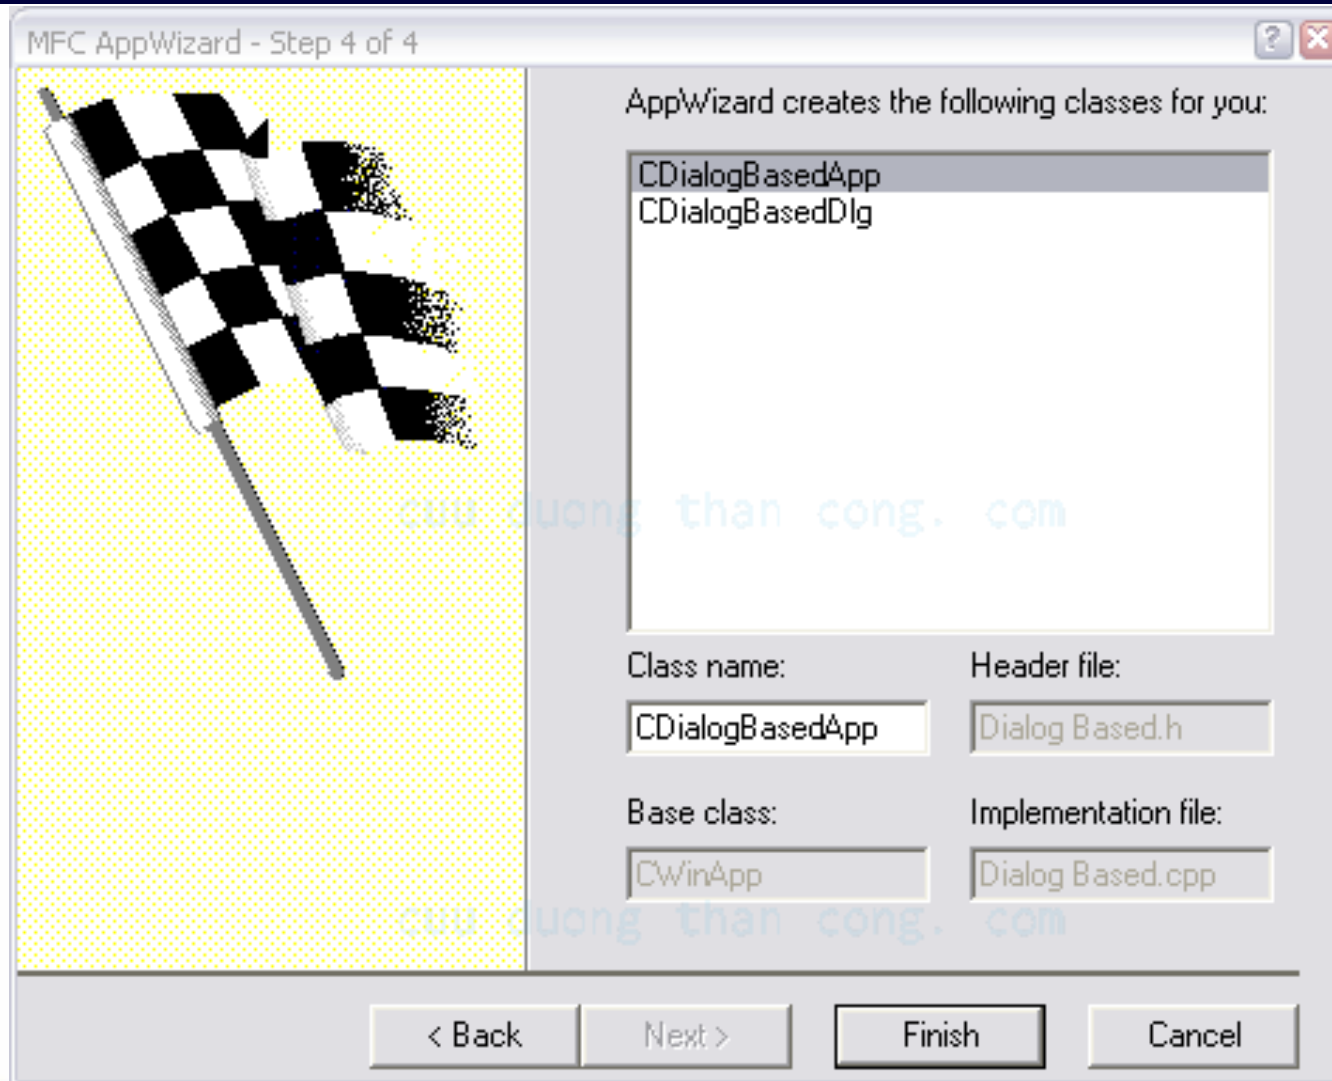 MFC AppWizard - Step 4 of 4
AppWizard creates the following classes for you:
CDialogBasedApp
CDialogBasedDlg
cuu duong than cong. com
Class name:
Header file:
CDialogBasedApp
Dialog Based.h
Base class:
Implementation file:
CWinApp
Dialog Based.cpp
cuu duong than cong. com
< Back
Next >
Finish
Cancel